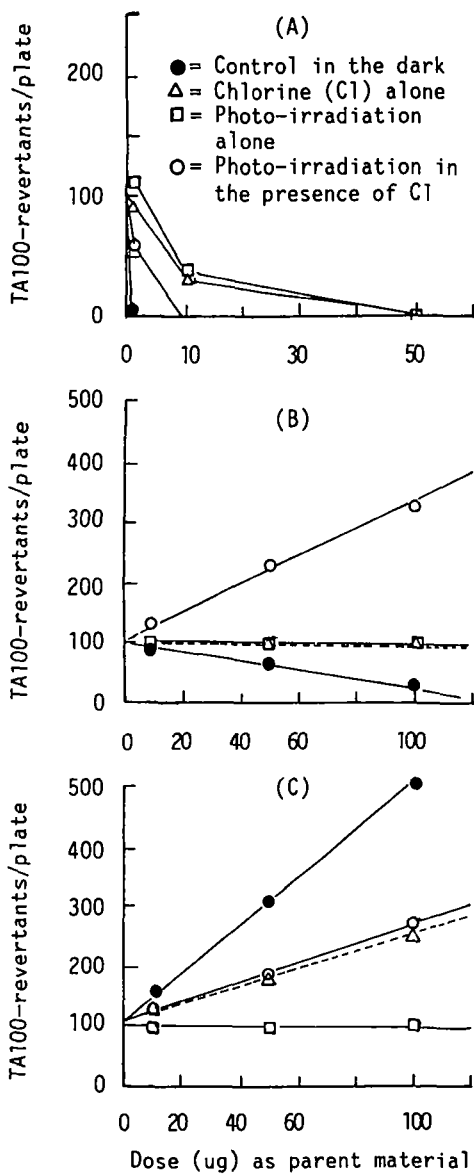 (A)
200
100
0
● = Control in the dark
△ = Chlorine (Cl) alone
□ = Photo-irradiation
alone
○ = Photo-irradiation in
the presence of Cl
TA100-revertants/plate
0 10 30 50
(B)
500
400
300
200
100
0
TA100-revertants/plate
0 20 40 60 100
(C)
500
400
300
200
100
0
TA100-revertants/plate
0 20 40 60 100
Dose (ug) as parent material